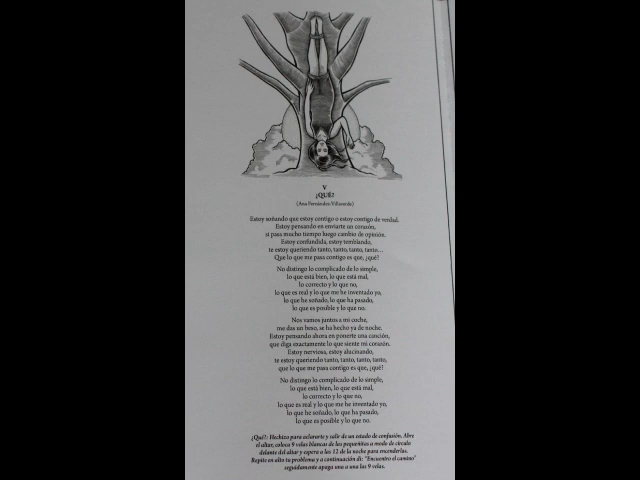 V
¿QUÉ?
(Ana Fernández-Villaverde)
Estoy soñando que estoy contigo o estoy contigo de verdad.
Estoy pensando en enviarte un corazón,
si pasa mucho tiempo luego cambio de opinión.
Estoy confundida, estoy temblando,
te estoy queriendo tanto, tanto, tanto, tanto...
Que lo que me pasa contigo es que, ¿qué?
No distingo lo complicado de lo simple,
lo que está bien, lo que está mal,
lo correcto y lo que no,
lo que es real y lo que me he inventado yo,
lo que he soñado, lo que ha pasado,
lo que es posible y lo que no.
Nos vamos juntos a mi coche,
me das un beso, se ha hecho ya de noche.
Estoy pensando ahora en ponerte una canción,
que diga exactamente lo que siente mi corazón.
Estoy nerviosa, estoy alucinando,
te estoy queriendo tanto, tanto, tanto, tanto,
que lo que me pasa contigo es que, ¿qué?
No distingo lo complicado de lo simple,
lo que está bien, lo que está mal,
lo correcto y lo que no,
lo que es real y lo que me he inventado yo,
lo que he soñado, lo que ha pasado,
lo que es posible y lo que no.
¿Qué?: Hechizo para aclararte y salir de un estado de confusión. Abre
el altar, coloca 9 velas blancas de las pequeñitas a modo de círculo
delante del altar y espera a las 12 de la noche para encenderlas.
Repite en alto tu problema y a continuación di: "Encuentro el camino"
seguidamente apaga una a una las 9 velas.